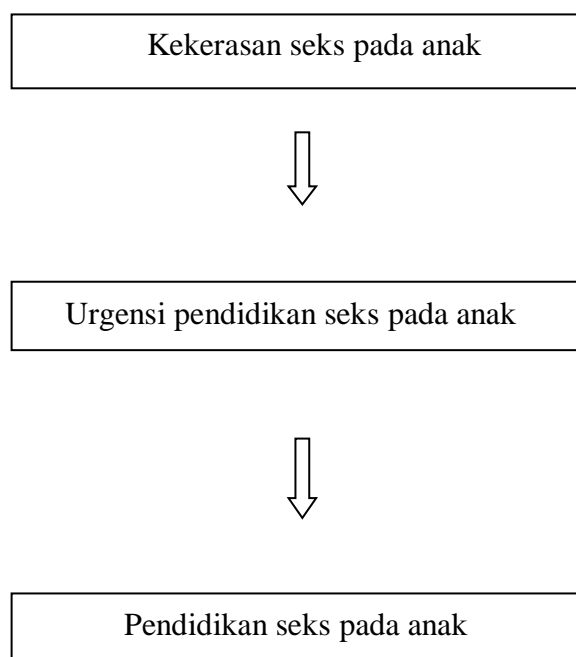 Kekerasan seks pada anak
Urgensi pendidikan seks pada anak
Pendidikan seks pada anak